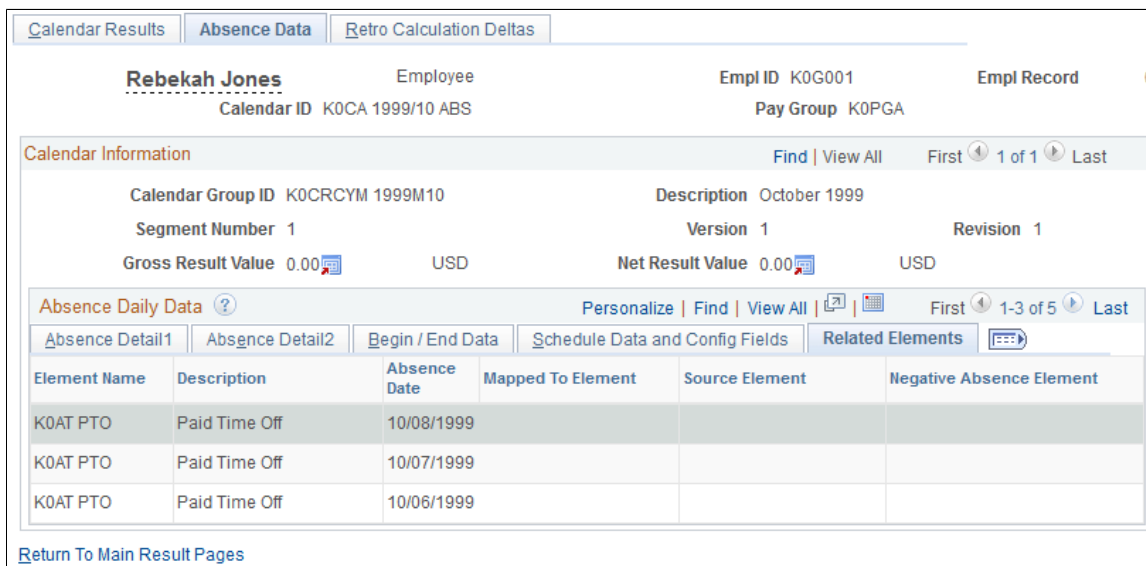 Calendar Results Absence Data Retro Calculation Deltas
Rebekah Jones Employee Empl ID K0G001 Empl Record
Calendar ID K0CA 1999/10 ABS Pay Group K0PGA
Calendar Information Find | View All First 1 of 1 Last
Calendar Group ID K0CRCYM 1999M10 Description October 1999
Segment Number 1 Version 1 Revision 1
Gross Result Value 0.00 USD Net Result Value 0.00 USD
Absence Daily Data ? Personalize | Find | View All | | First 1-3 of 5 Last
Absence Detail1 Absence Detail2 Begin / End Data Schedule Data and Config Fields Related Elements
Element Name Description Absence Date Mapped To Element Source Element Negative Absence Element
K0AT PTO Paid Time Off 10/08/1999
K0AT PTO Paid Time Off 10/07/1999
K0AT PTO Paid Time Off 10/06/1999
Return To Main Result Pages